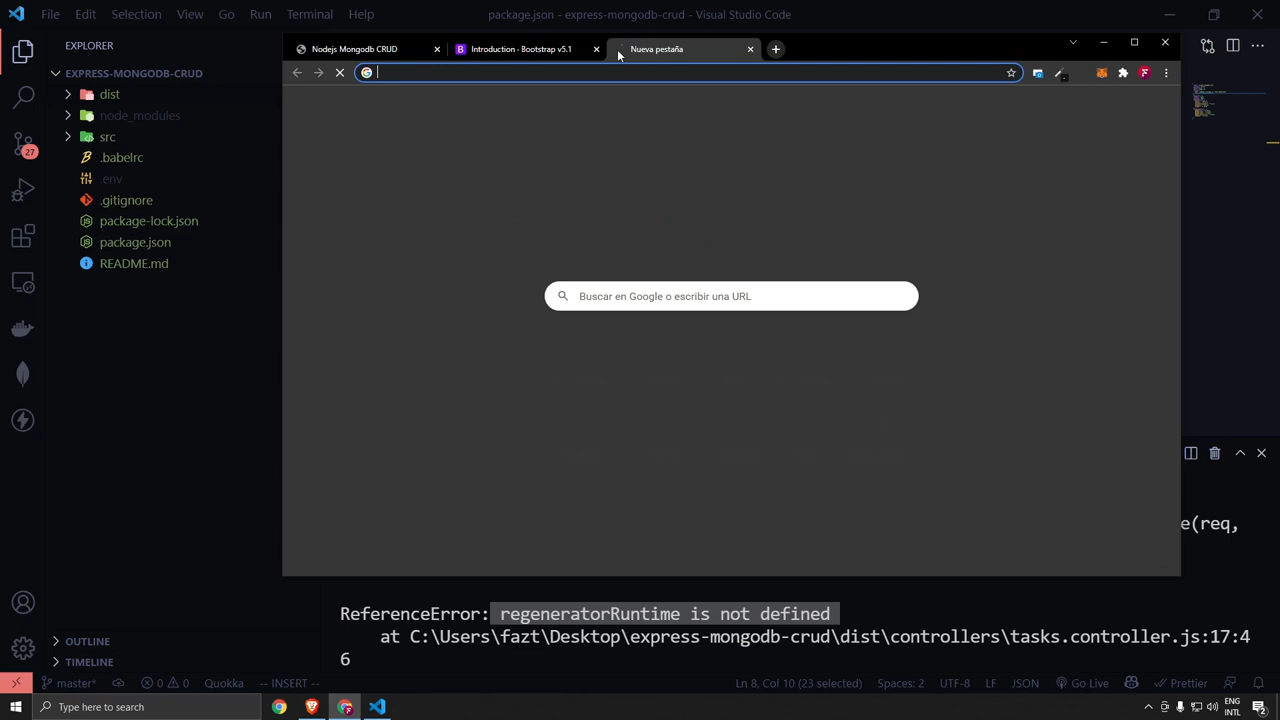 File Edit Selection View Go Run Terminal Help
package.json - express-mongodb-crud - Visual Studio Code
EXPLORER
EXPRESS-MONGODB-CRUD
dist
node_modules
src
.babelrc
.env
.gitignore
package-lock.json
package.json
README.md
27
Nodejs Mongodb CRUD
Introduction · Bootstrap v5.1
Nueva pestaña
Buscar en Google o escribir una URL
e(req,
ReferenceError: regeneratorRuntime is not defined
at C:\Users\fazt\Desktop\express-mongodb-crud\dist\controllers\tasks.controller.js:17:4
6
OUTLINE
TIMELINE
master* 0 0 Quokka -- INSERT -- Ln 8, Col 10 (23 selected) Spaces: 2 UTF-8 LF JSON Go Live Prettier
Type here to search
ENG
INTL
2